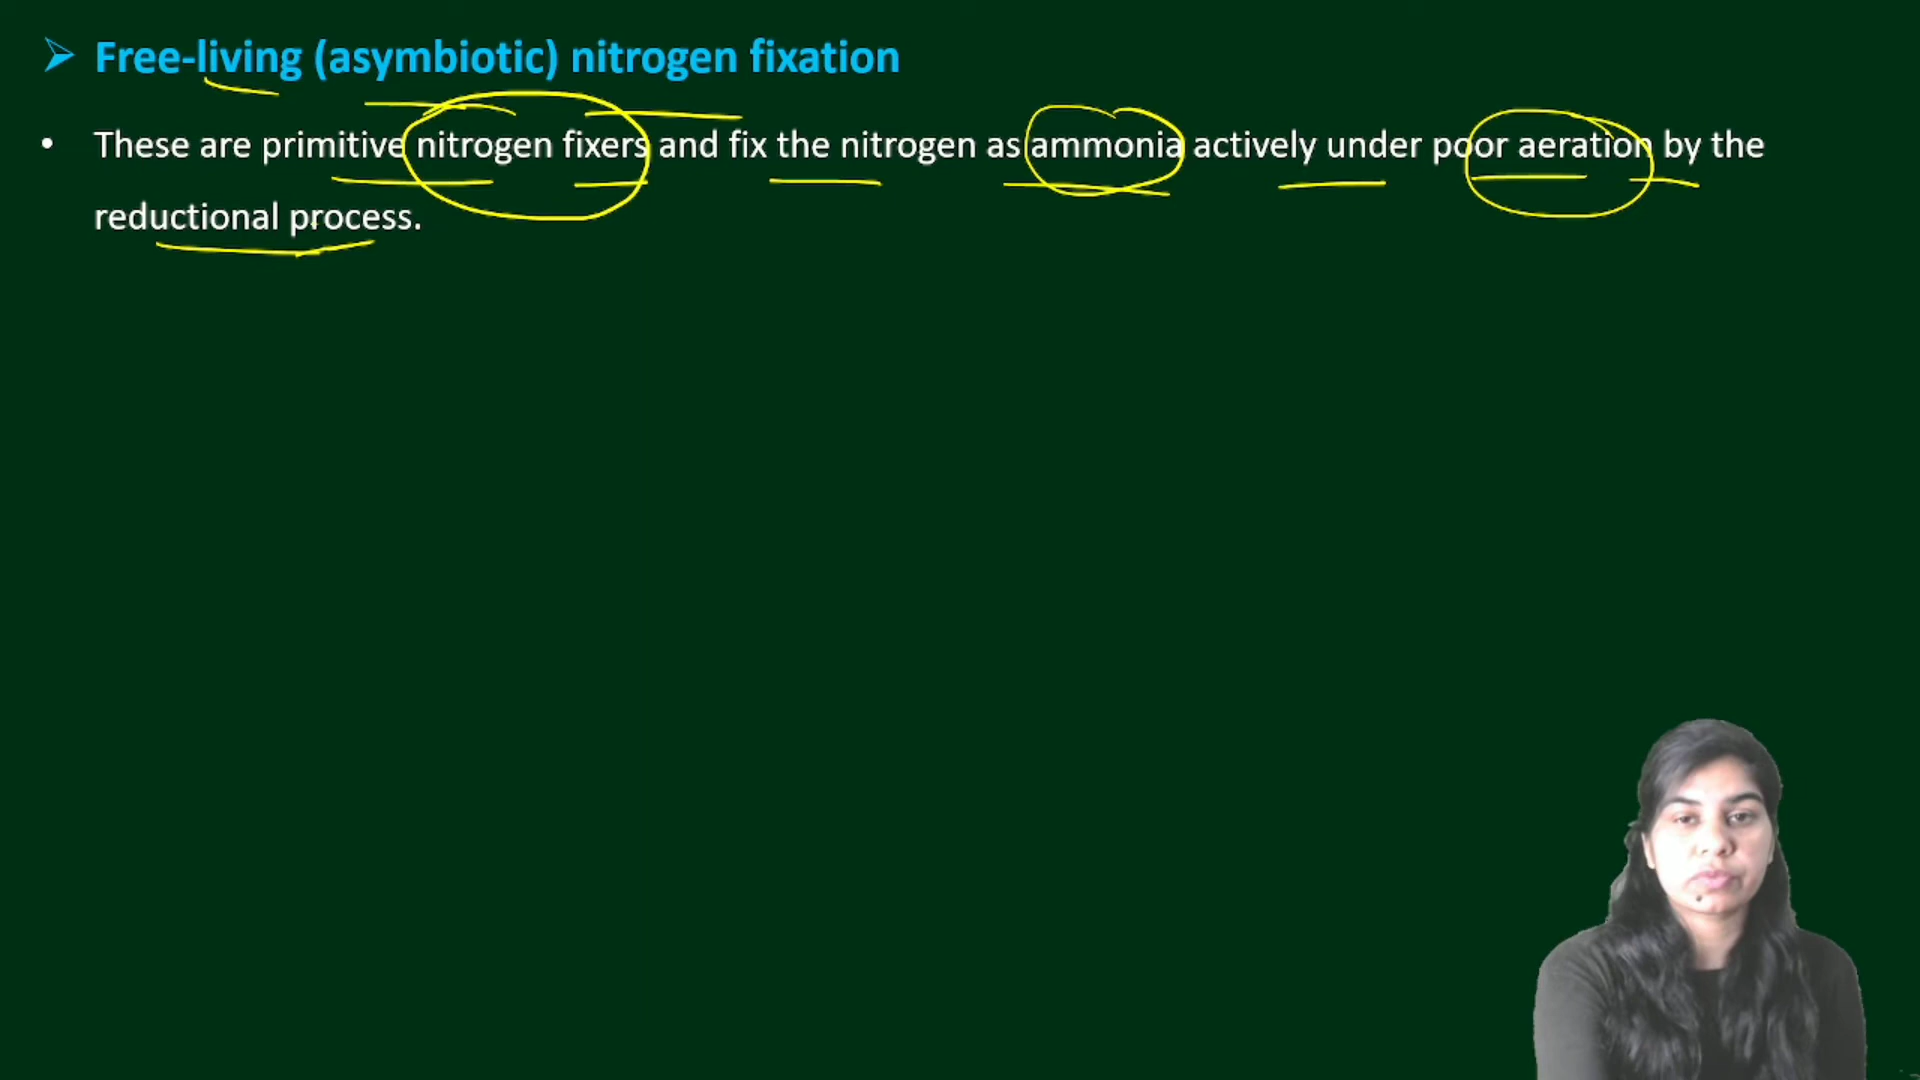 Free-living (asymbiotic) nitrogen fixation
• These are primitive nitrogen fixers and fix the nitrogen as ammonia actively under poor aeration by the
reductional process.